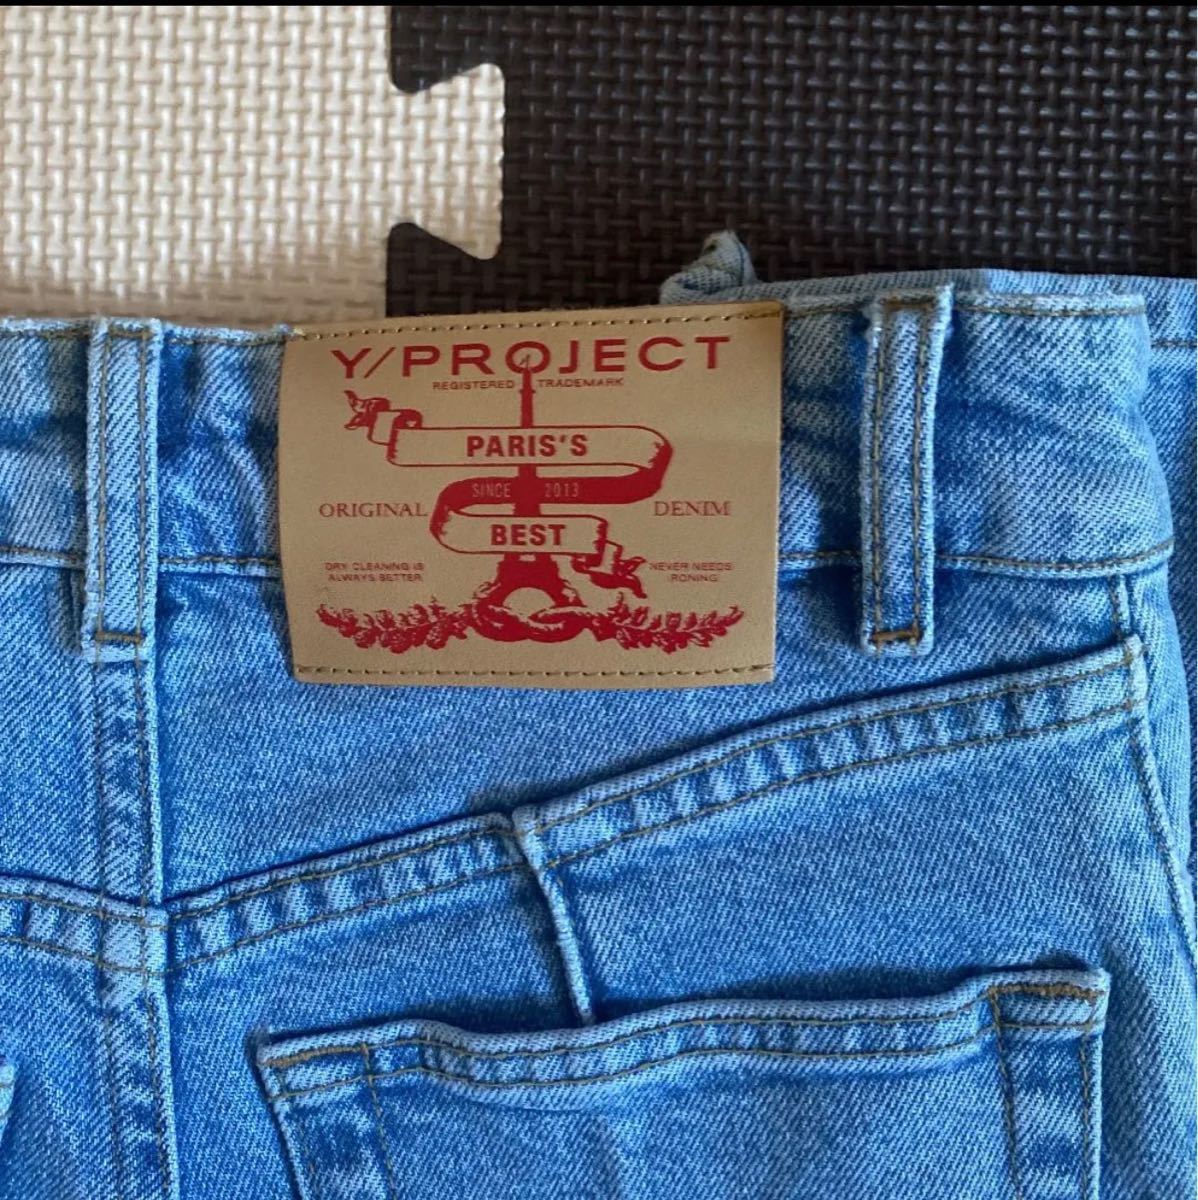 Y/PROJECT
REGISTERED TRADEMARK
PARIS'S
SINCE 2013
ORIGINAL DENIM
BEST
DRY CLEANING IS
ALWAYS BETTER
NEVER NEEDS
IRONING